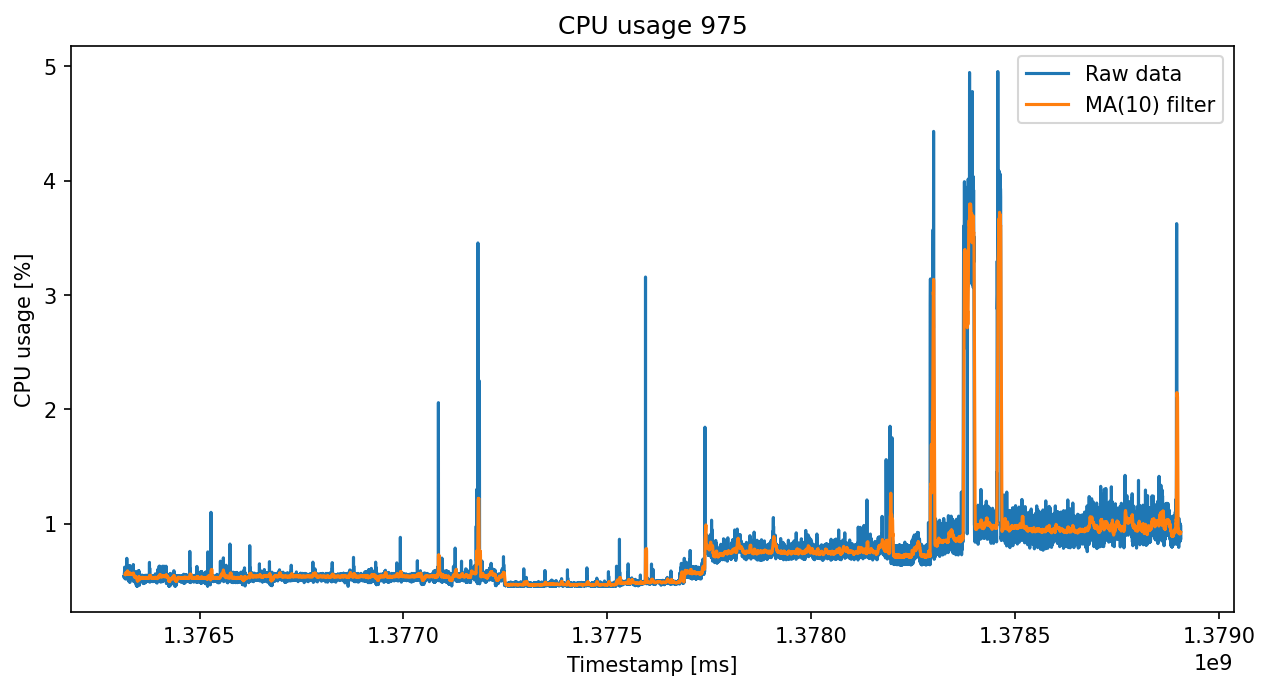 CPU usage 975
Raw data
MA(10) filter
CPU usage [%]
5
4
3
2
1
1.3765 1.3770 1.3775 1.3780 1.3785 1.3790
1e9
Timestamp [ms]